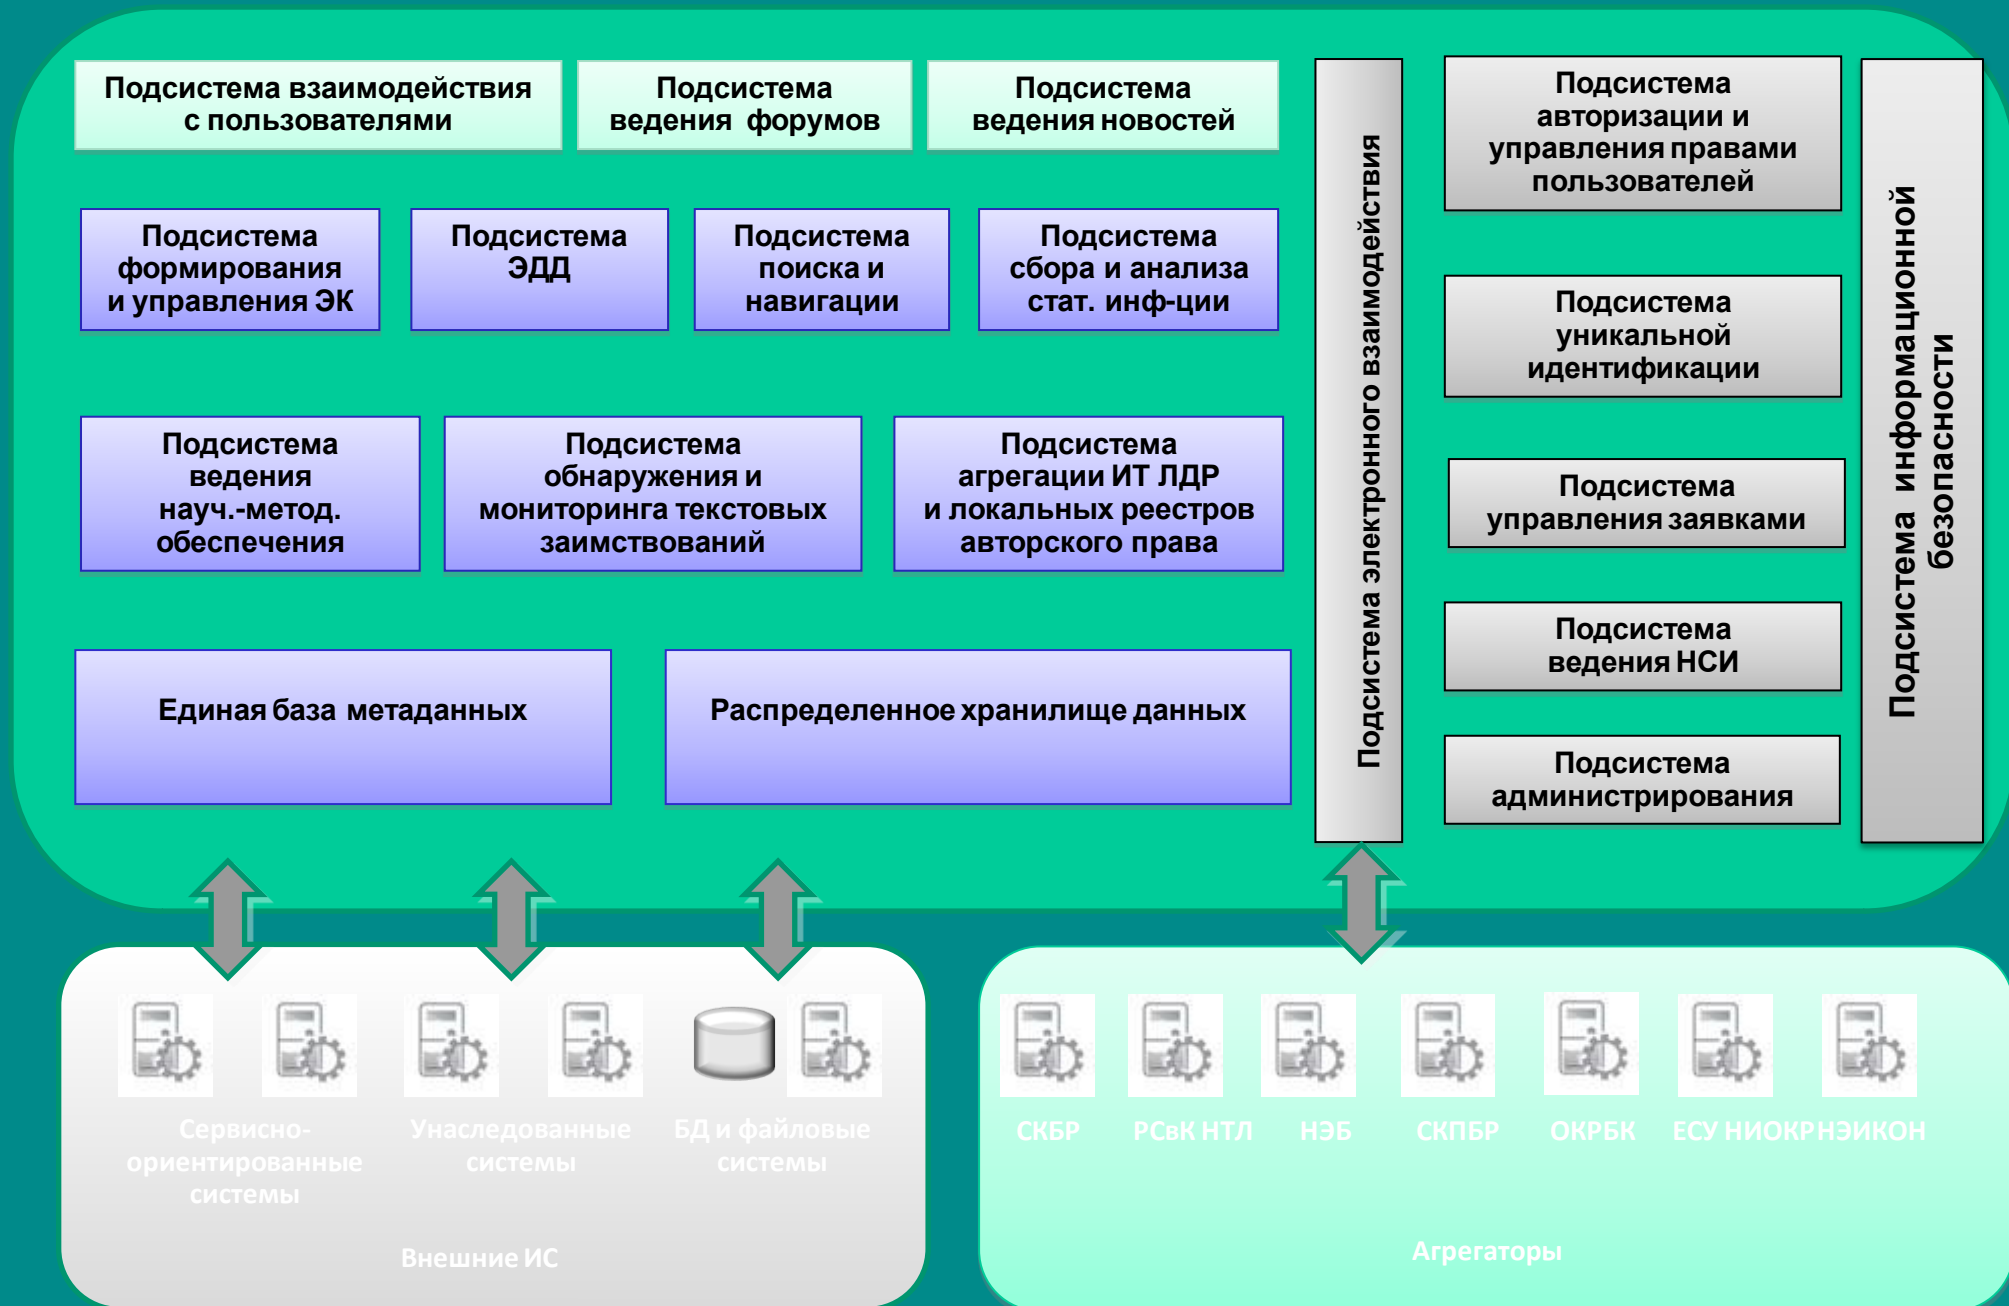 Подсистема взаимодействия
с пользователями
Подсистема
ведения форумов
Подсистема
ведения новостей
Подсистема
формирования
и управления ЭК
Подсистема
ЭДД
Подсистема
поиска и
навигации
Подсистема
сбора и анализа
стат. инф-ции
Подсистема
ведения
науч.-метод.
обеспечения
Подсистема
обнаружения и
мониторинга текстовых
заимствований
Подсистема
агрегации ИТ ЛДР
и локальных реестров
авторского права
Единая база метаданных
Распределенное хранилище данных
Подсистема электронного взаимодействия
Подсистема
авторизации и
управления правами
пользователей
Подсистема
уникальной
идентификации
Подсистема
управления заявками
Подсистема
ведения НСИ
Подсистема
администрирования
Подсистема информационной
безопасности
Сервисно-
ориентированные
системы
Унаследованные
системы
БД и файловые
системы
Внешние ИС
СКБР
РСвК НТЛ
НЭБ
СКПБР
ОКРБК
ЕСУ НИОКР
НЭИКОН
Агрегаторы